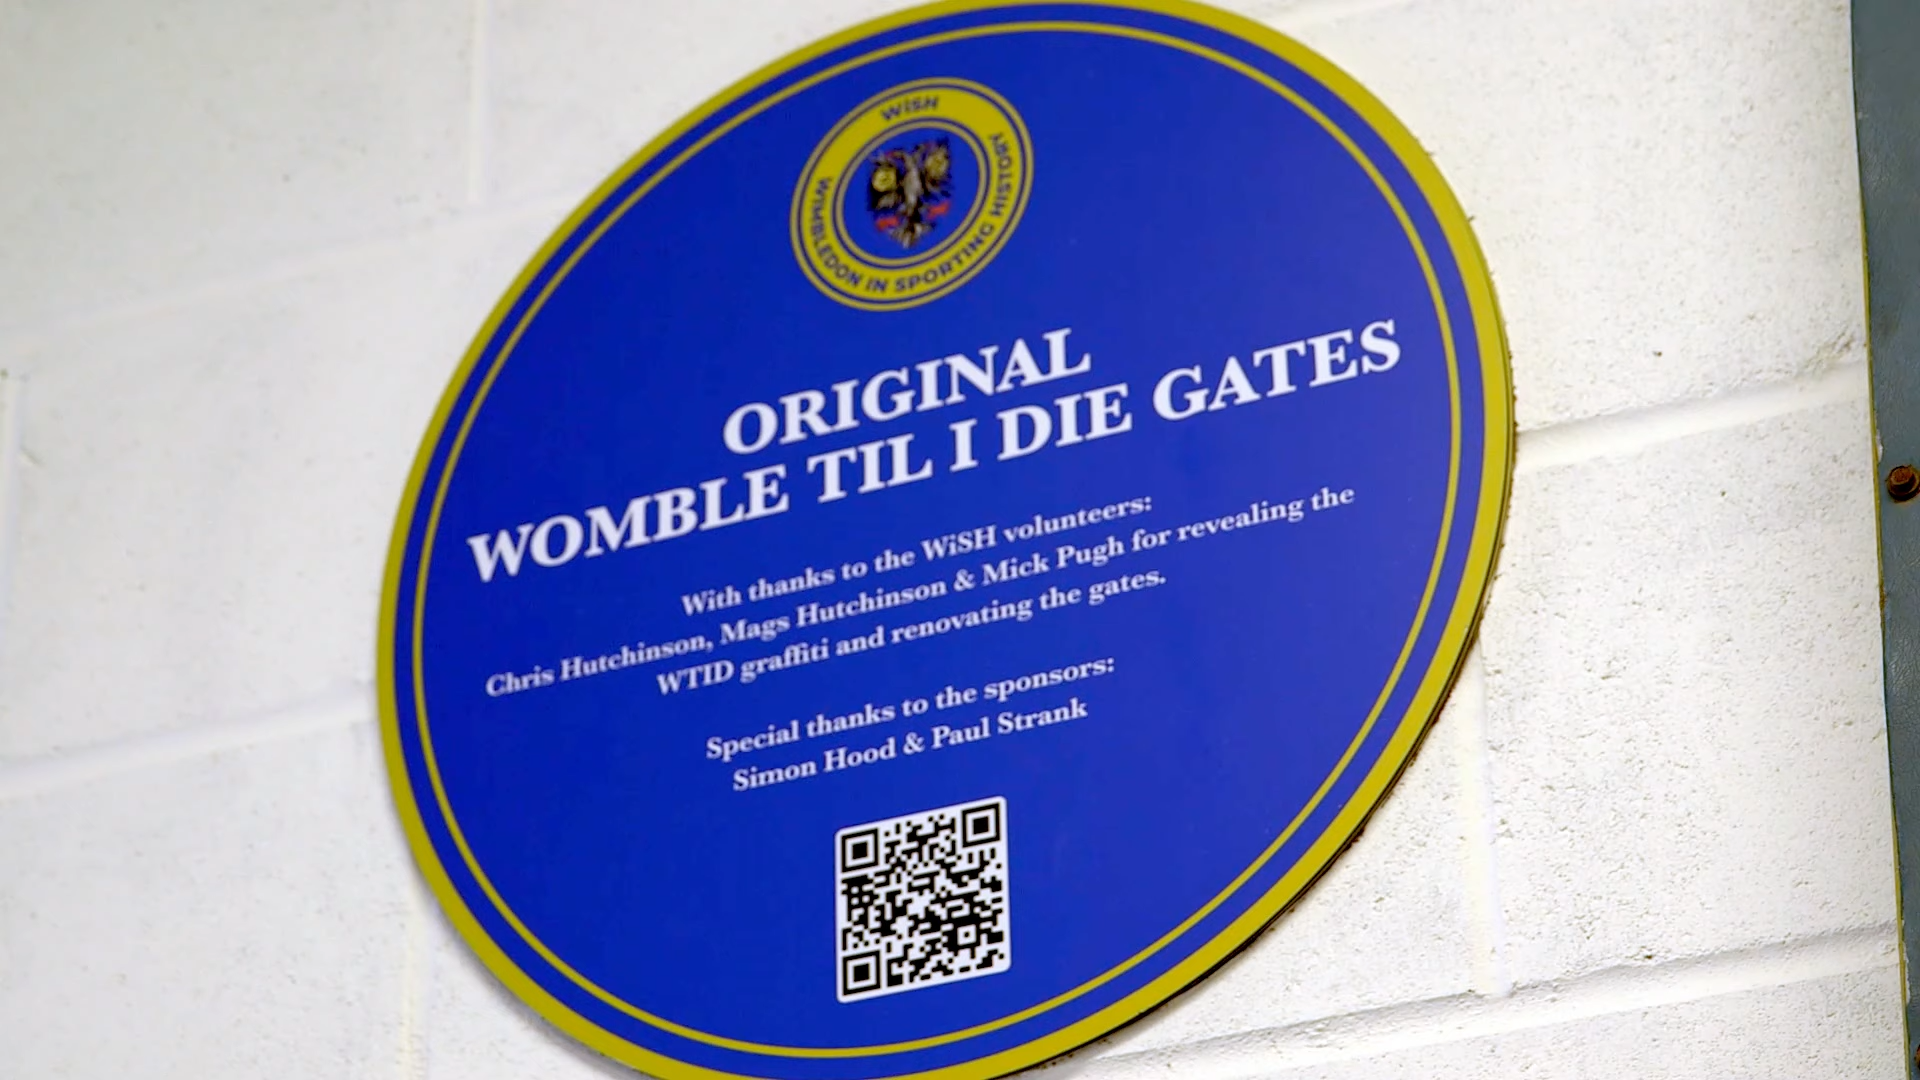 WiSH
WIMBLEDON IN SPORTING HISTORY
ORIGINAL
WOMBLE TIL I DIE GATES
With thanks to the WiSH volunteers:
Chris Hutchinson, Mags Hutchinson & Mick Pugh for revealing the
WTID graffiti and renovating the gates.
Special thanks to the sponsors:
Simon Hood & Paul Strank